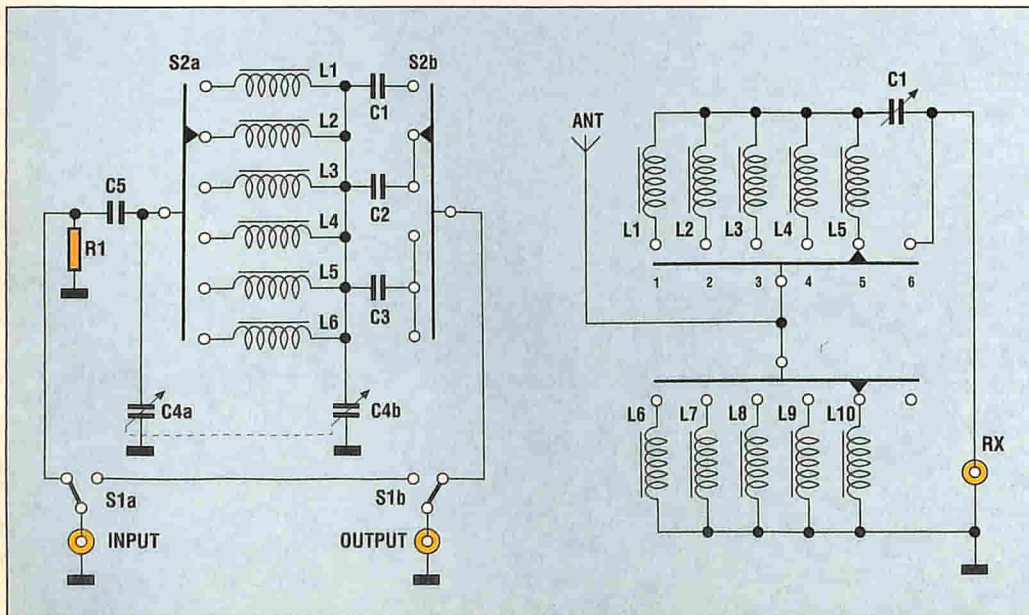 S2a
L1
S2b
C1
L2
L3
C2
L4
L5
C3
L6
C5
R1
C4a
C4b
S1a
S1b
INPUT
OUTPUT
ANT
C1
L1 L2 L3 L4 L5
1 2 3 4 5 6
L6 L7 L8 L9 L10
RX